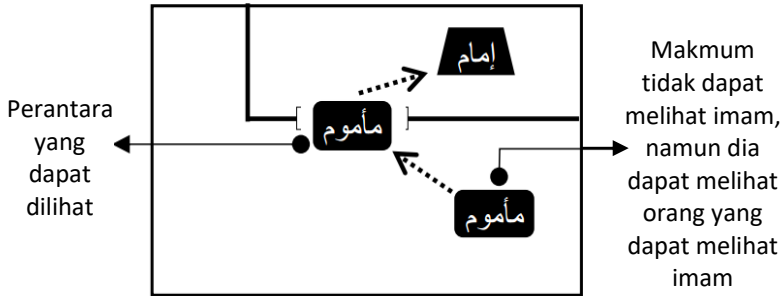 إمام
مأموم
مأموم
Perantara
yang
dapat
dilihat
Makmum
tidak dapat
melihat imam,
namun dia
dapat melihat
orang yang
dapat melihat
imam